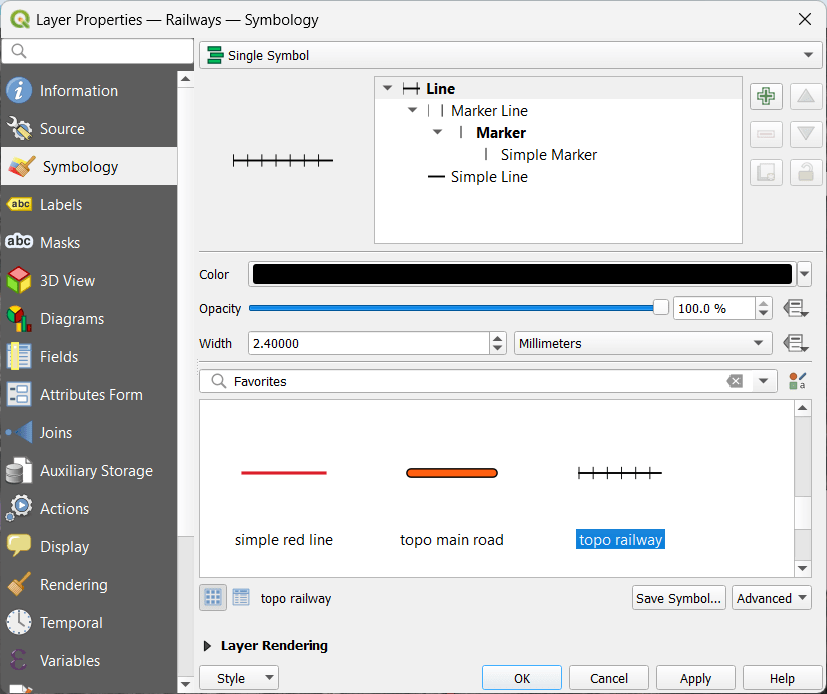 Layer Properties — Railways — Symbology
Single Symbol
Information
Source
Symbology
abc Labels
abc Masks
3D View
Diagrams
Fields
Attributes Form
Joins
Auxiliary Storage
Actions
Display
Rendering
Temporal
Variables
Line
Marker Line
Marker
Simple Marker
Simple Line
Color
Opacity 100.0 %
Width 2.40000 Millimeters
Favorites
a
simple red line topo main road topo railway
topo railway Save Symbol... Advanced
Layer Rendering
Style OK Cancel Apply Help